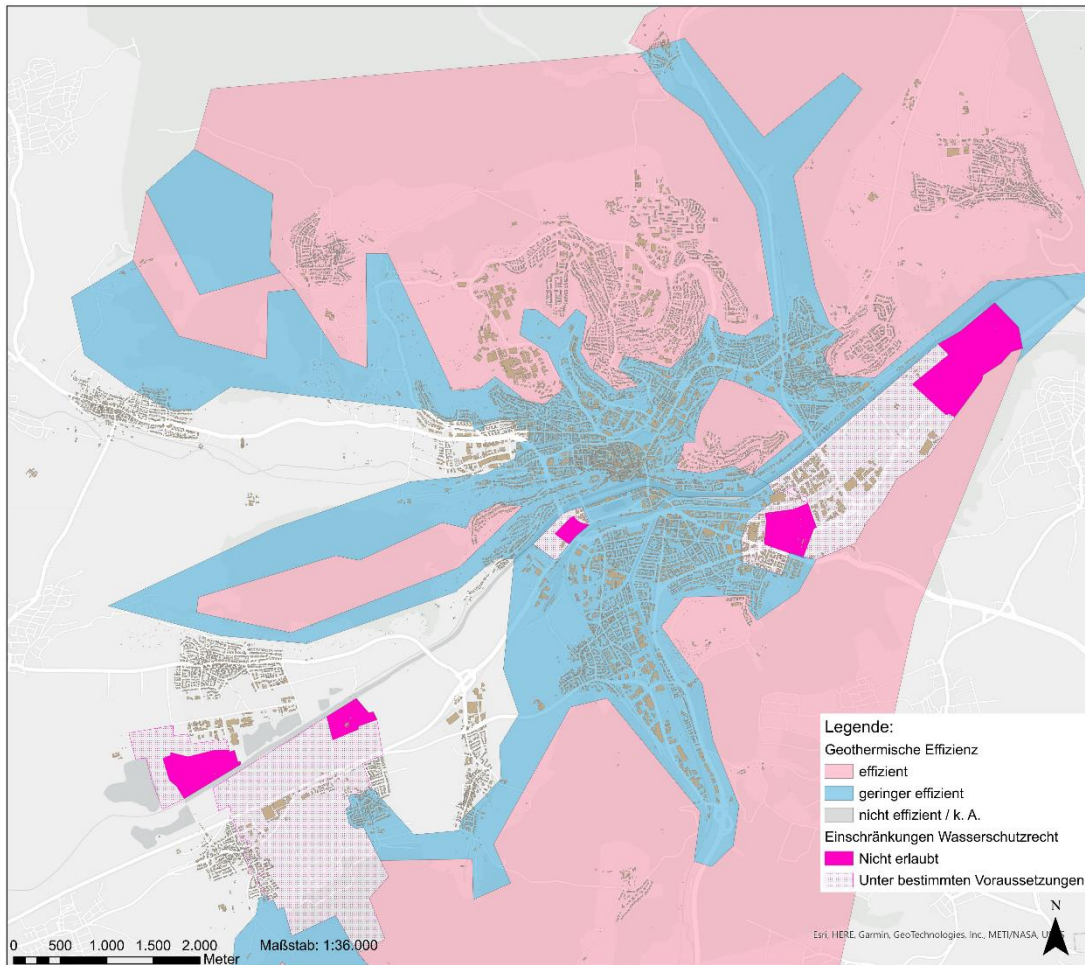 Legende:
Geothermische Effizienz
effizient
geringer effizient
nicht effizient / k. A.
Einschränkungen Wasserschutzrecht
Nicht erlaubt
Unter bestimmten Voraussetzungen
N
0 500 1.000 1.500 2.000
Meter
Maßstab: 1:36.000
Esri, HERE, Garmin, GeoTechnologies, Inc., METI/NASA,